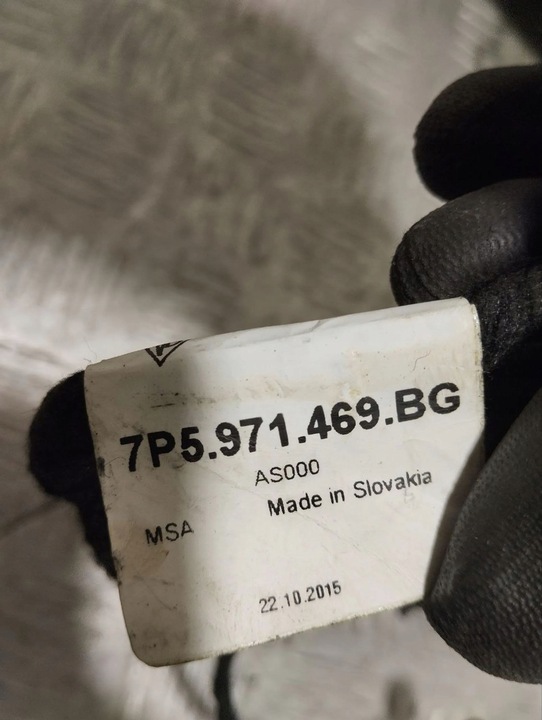 7P5.971.469.BG
AS000
Made in Slovakia
MSA
22.10.2015